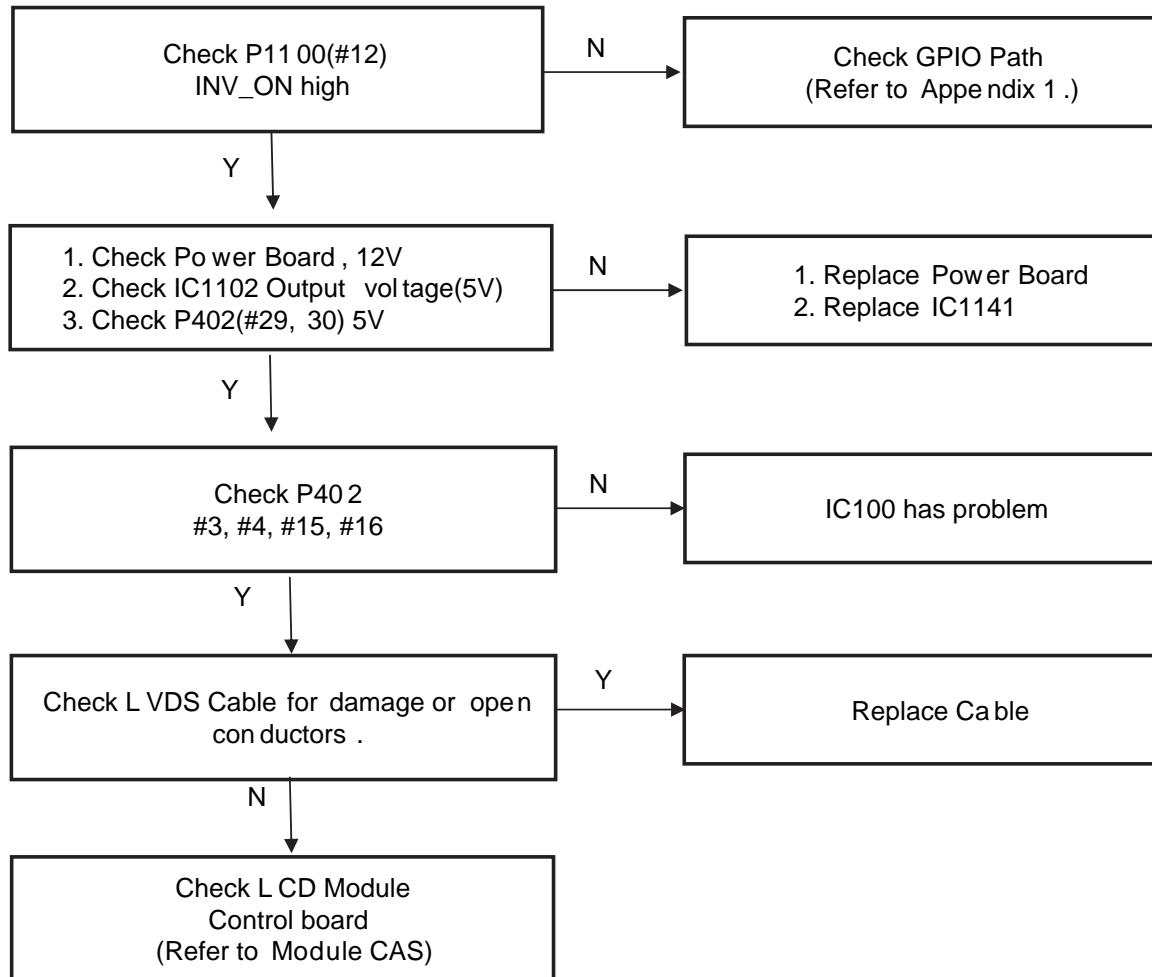 Check P1100(#12)
INV_ON high
N
Check GPIO Path
(Refer to Appendix 1.)
Y
1. Check Power Board, 12V
2. Check IC1102 Output voltage(5V)
3. Check P402(#29, 30) 5V
N
1. Replace Power Board
2. Replace IC1141
Y
Check P402
#3, #4, #15, #16
N
IC100 has problem
Y
Check LVDS Cable for damage or open
conductors.
Y
Replace Cable
N
Check LCD Module
Control board
(Refer to Module CAS)